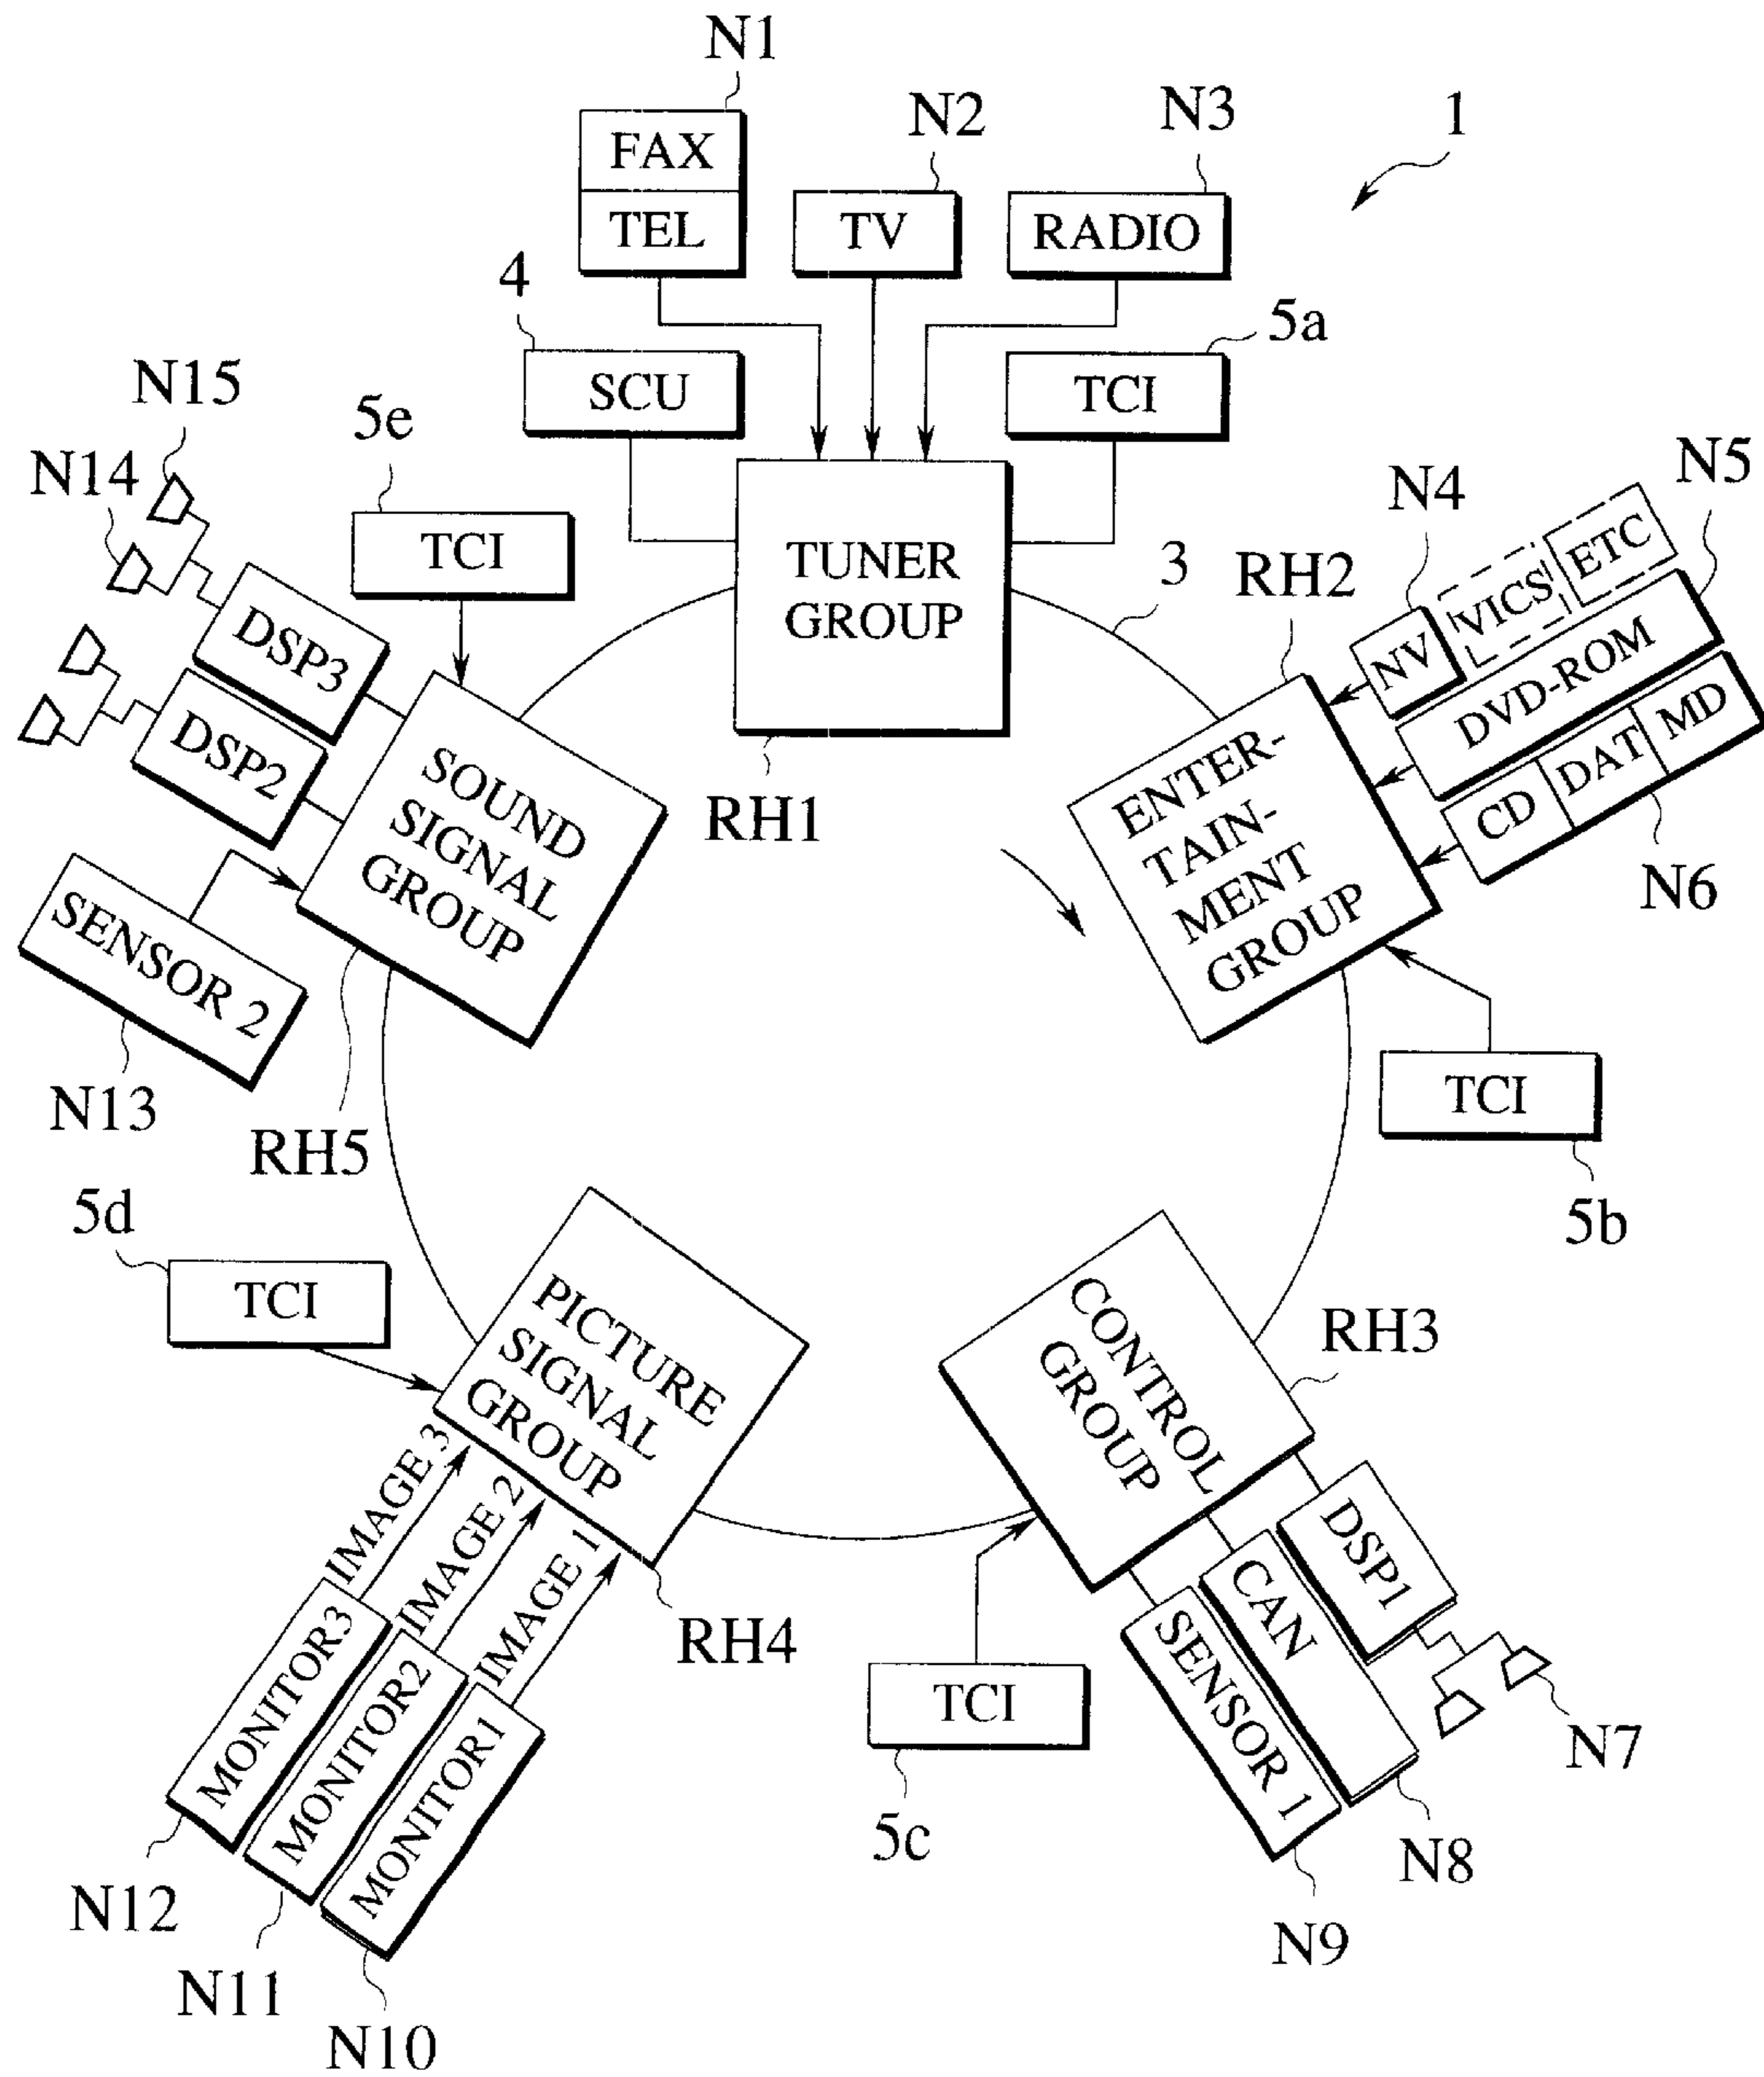 N1
N2
N3
1
FAX
TEL
TV
RADIO
4
SCU
5a
TCI
N15
N14
5e
TCI
TUNER
GROUP
RH1
3
RH2
N4
N5
NV
VICS
ETC
DVD-ROM
CD
DAT
MD
N6
ENTER-
TAIN-
MENT
GROUP
TCI
5b
DSP3
DSP2
SOUND
SIGNAL
GROUP
SENSOR 2
N13
RH5
5d
TCI
PICTURE
SIGNAL
GROUP
RH4
IMAGE 3
IMAGE 2
IMAGE 1
MONITOR3
MONITOR2
MONITOR1
N12
N11
N10
CONTROL
GROUP
RH3
TCI
5c
DSP1
CAN
SENSOR 1
N7
N8
N9